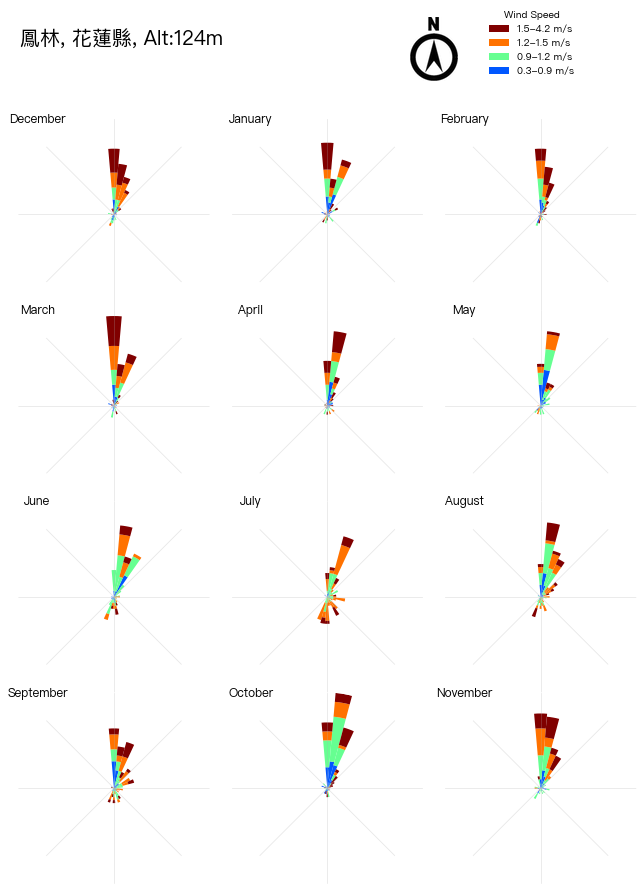 鳳林, 花蓮縣, Alt:124m
N
Wind Speed
1.5–4.2 m/s
1.2–1.5 m/s
0.9–1.2 m/s
0.3–0.9 m/s
December
January
February
March
April
May
June
July
August
September
October
November